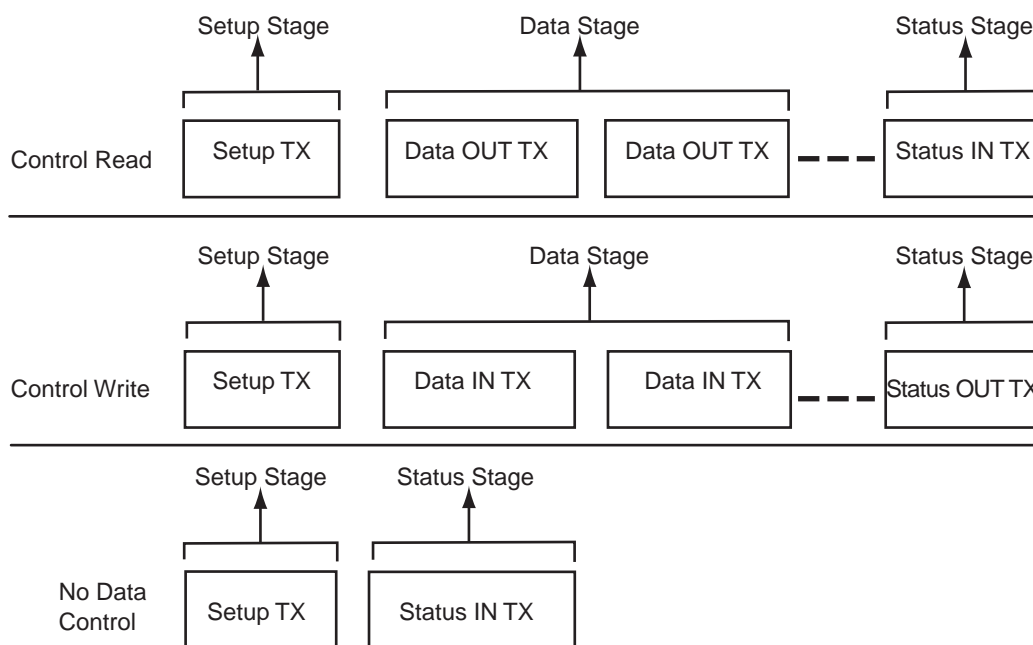 Setup Stage Data Stage Status Stage
Control Read Setup TX Data OUT TX Data OUT TX Status IN TX
Setup Stage Data Stage Status Stage
Control Write Setup TX Data IN TX Data IN TX Status OUT TX
Setup Stage Status Stage
No Data
Control Setup TX Status IN TX